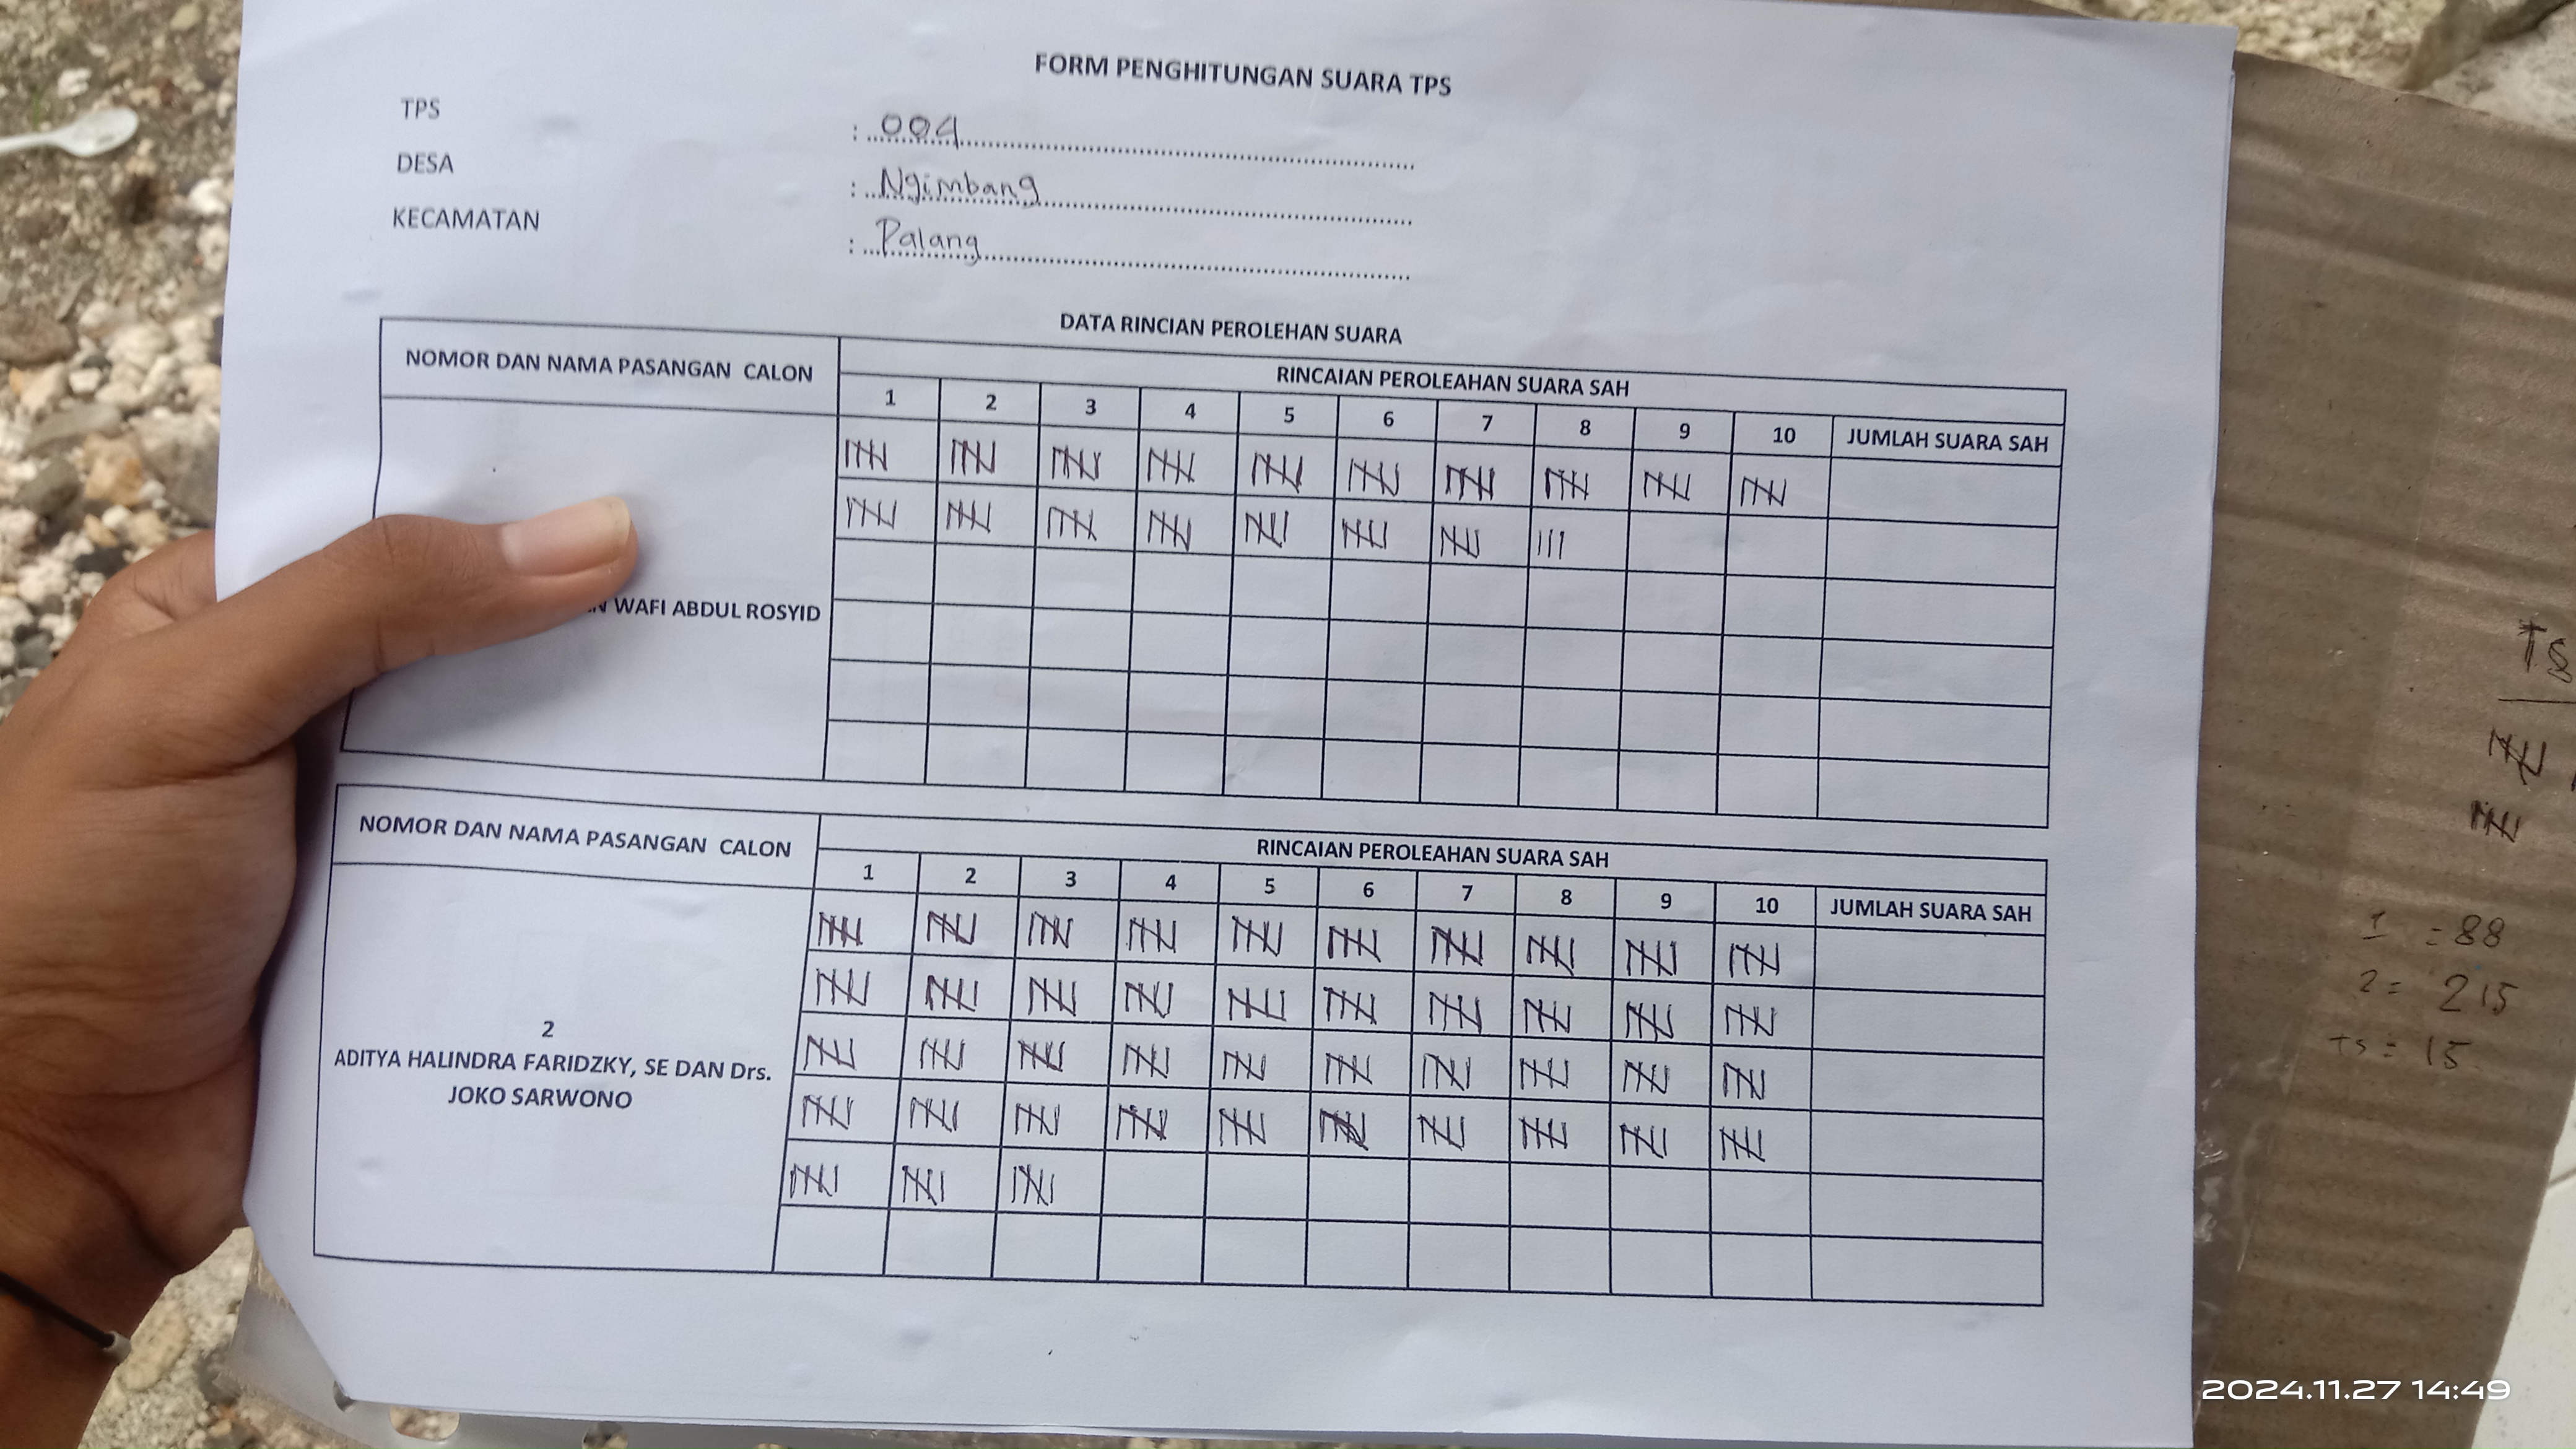 FORM PENGHITUNGAN SUARA TPS
TPS : 004
DESA : Ngimbang
KECAMATAN : Palang
DATA RINCIAN PEROLEHAN SUARA
NOMOR DAN NAMA PASANGAN CALON
RINCAIAN PEROLEAHAN SUARA SAH
1 2 3 4 5 6 7 8 9 10 JUMLAH SUARA SAH
WAFI ABDUL ROSYID
NOMOR DAN NAMA PASANGAN CALON
RINCAIAN PEROLEAHAN SUARA SAH
1 2 3 4 5 6 7 8 9 10 JUMLAH SUARA SAH
2
ADITYA HALINDRA FARIDZKY, SE DAN Drs.
JOKO SARWONO
TS
1 = 88
2 = 215
TS = 15
2024.11.27 14:49